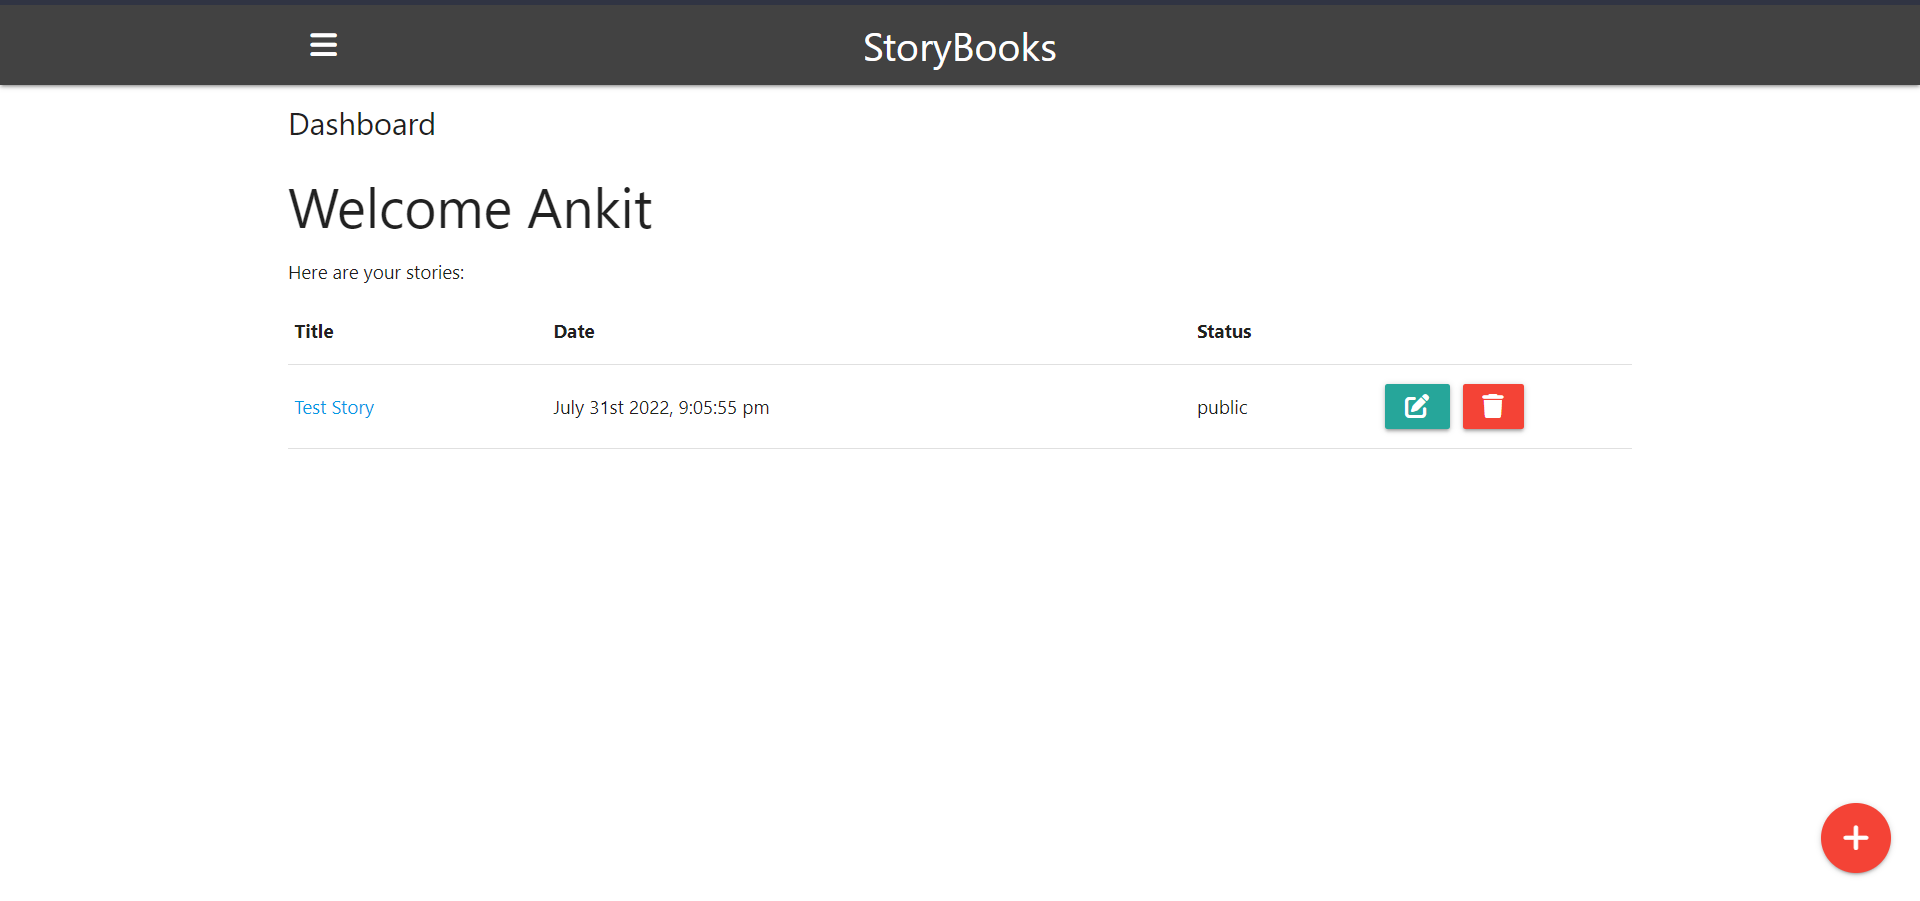 StoryBooks
Dashboard
Welcome Ankit
Here are your stories:
Title Date Status
Test Story July 31st 2022, 9:05:55 pm public